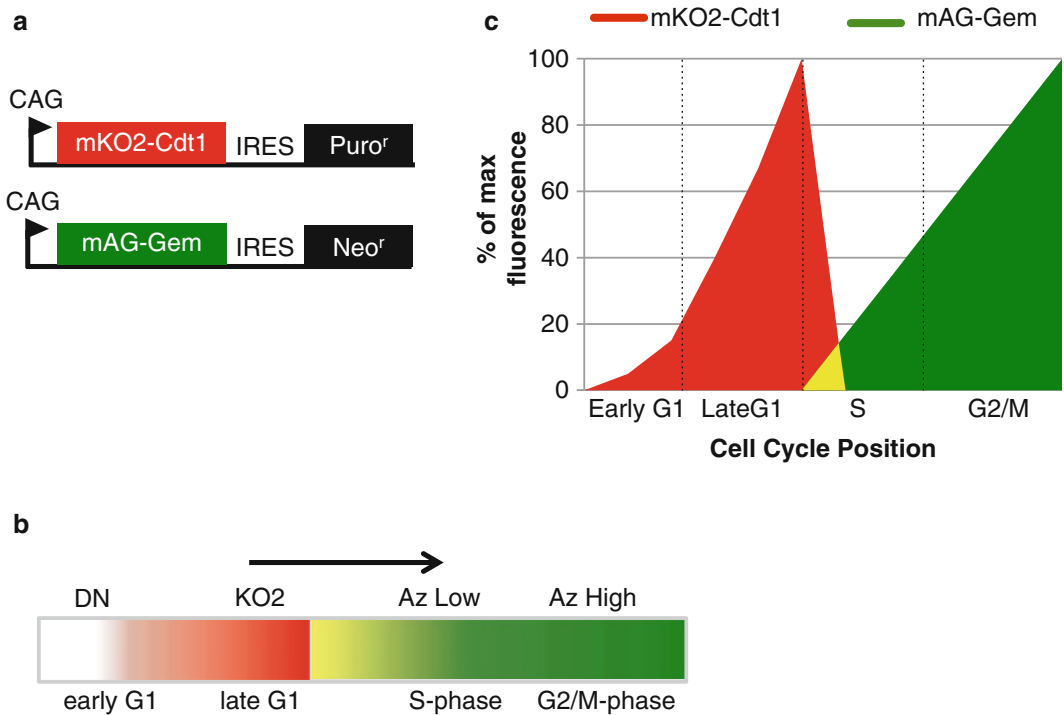 a
CAG
mKO2-Cdt1 IRES Puroʳ
CAG
mAG-Gem IRES Neoʳ
c
mKO2-Cdt1 mAG-Gem
% of max
fluorescence
100
80
60
40
20
0
Early G1 LateG1 S G2/M
Cell Cycle Position
b
DN KO2 Az Low Az High
early G1 late G1 S-phase G2/M-phase